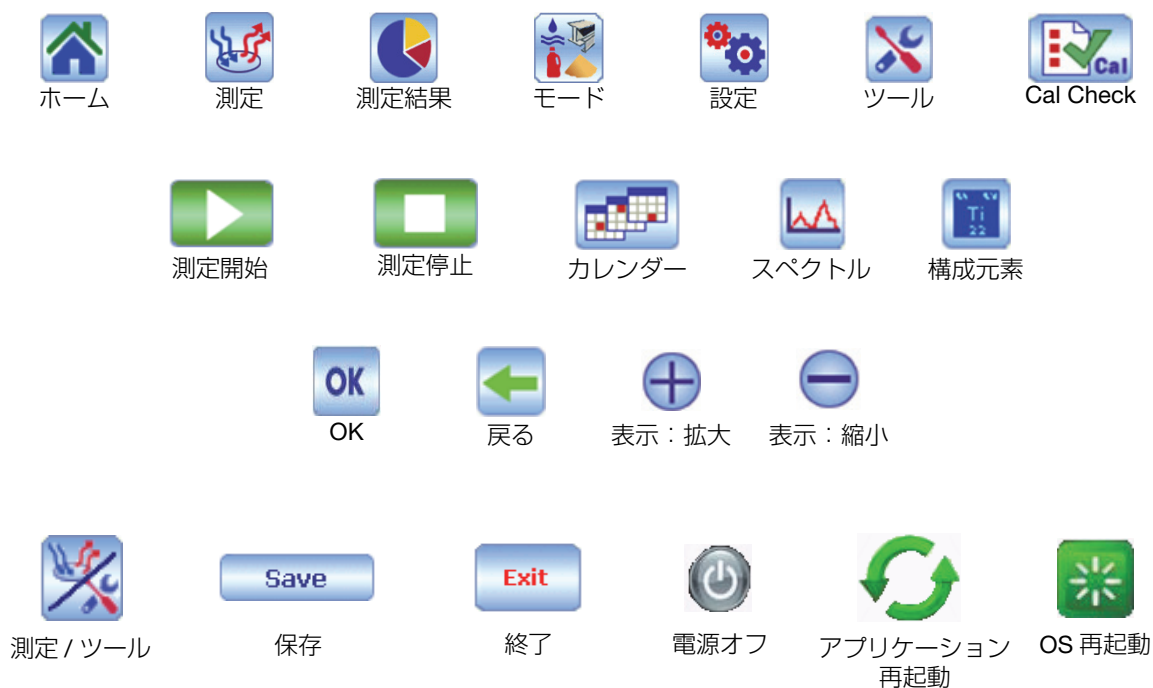 Cal
ホーム 測定 測定結果 モード 設定 ツール Cal Check
Ti
22
測定開始 測定停止 カレンダー スペクトル 構成元素
OK
OK 戻る 表示：拡大 表示：縮小
Save Exit
測定 / ツール 保存 終了 電源オフ アプリケーション OS 再起動
再起動